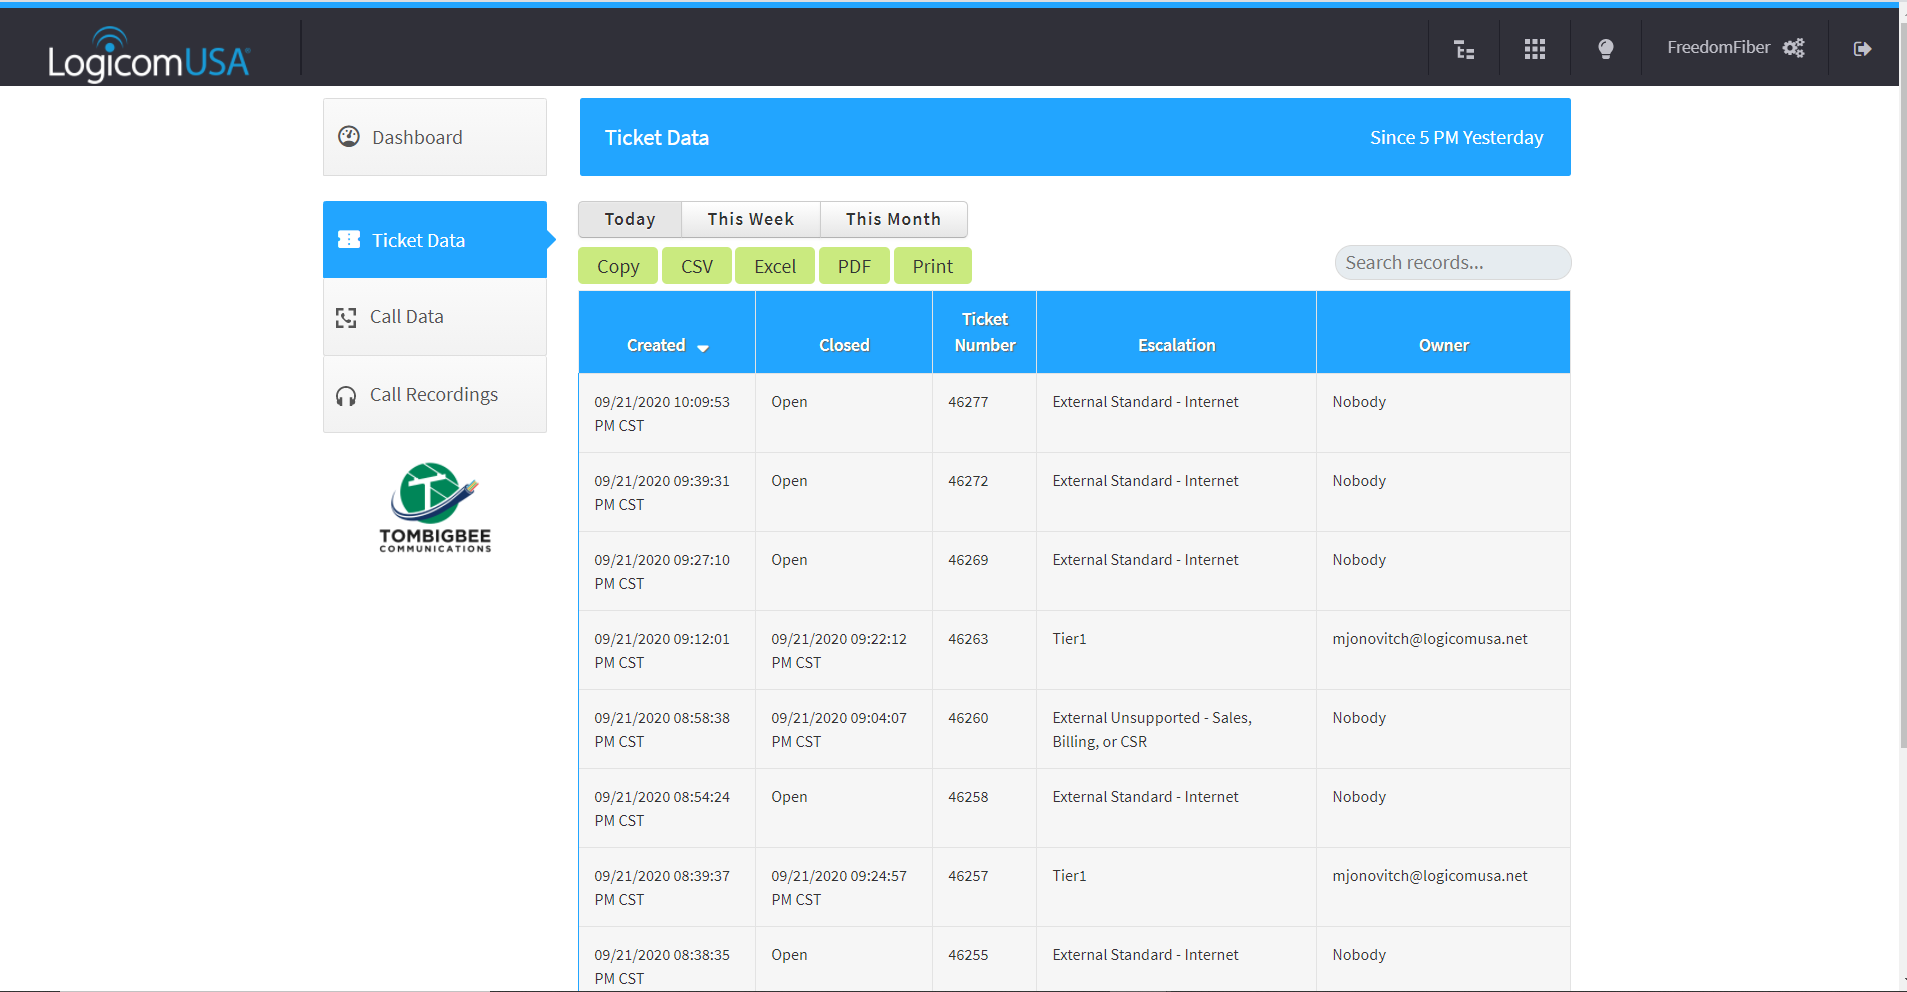 LogicomUSA
FreedomFiber
Dashboard
Ticket Data
Call Data
Call Recordings
TOMBIGBEE
COMMUNICATIONS
Ticket Data Since 5 PM Yesterday
Today This Week This Month
Copy CSV Excel PDF Print Search records...
Created Closed Ticket Number Escalation Owner
09/21/2020 10:09:53 Open 46277 External Standard - Internet Nobody
PM CST
09/21/2020 09:39:31 Open 46272 External Standard - Internet Nobody
PM CST
09/21/2020 09:27:10 Open 46269 External Standard - Internet Nobody
PM CST
09/21/2020 09:12:01 09/21/2020 09:22:12 46263 Tier1 mjonovitch@logicomusa.net
PM CST PM CST
09/21/2020 08:58:38 09/21/2020 09:04:07 46260 External Unsupported - Sales, Nobody
PM CST PM CST Billing, or CSR
09/21/2020 08:54:24 Open 46258 External Standard - Internet Nobody
PM CST
09/21/2020 08:39:37 09/21/2020 09:24:57 46257 Tier1 mjonovitch@logicomusa.net
PM CST PM CST
09/21/2020 08:38:35 Open 46255 External Standard - Internet Nobody
PM CST